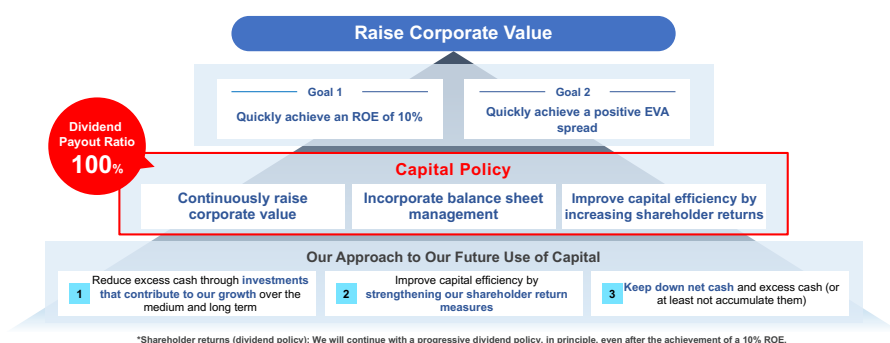 Raise Corporate Value
Goal 1
Quickly achieve an ROE of 10%
Goal 2
Quickly achieve a positive EVA
spread
Dividend
Payout Ratio
100%
Capital Policy
Continuously raise
corporate value
Incorporate balance sheet
management
Improve capital efficiency by
increasing shareholder returns
Our Approach to Our Future Use of Capital
1
Reduce excess cash through investments
that contribute to our growth over the
medium and long term
2
Improve capital efficiency by
strengthening our shareholder return
measures
3
Keep down net cash and excess cash (or
at least not accumulate them)
*Shareholder returns (dividend policy): We will continue with a progressive dividend policy, in principle, even after the achievement of a 10% ROE.